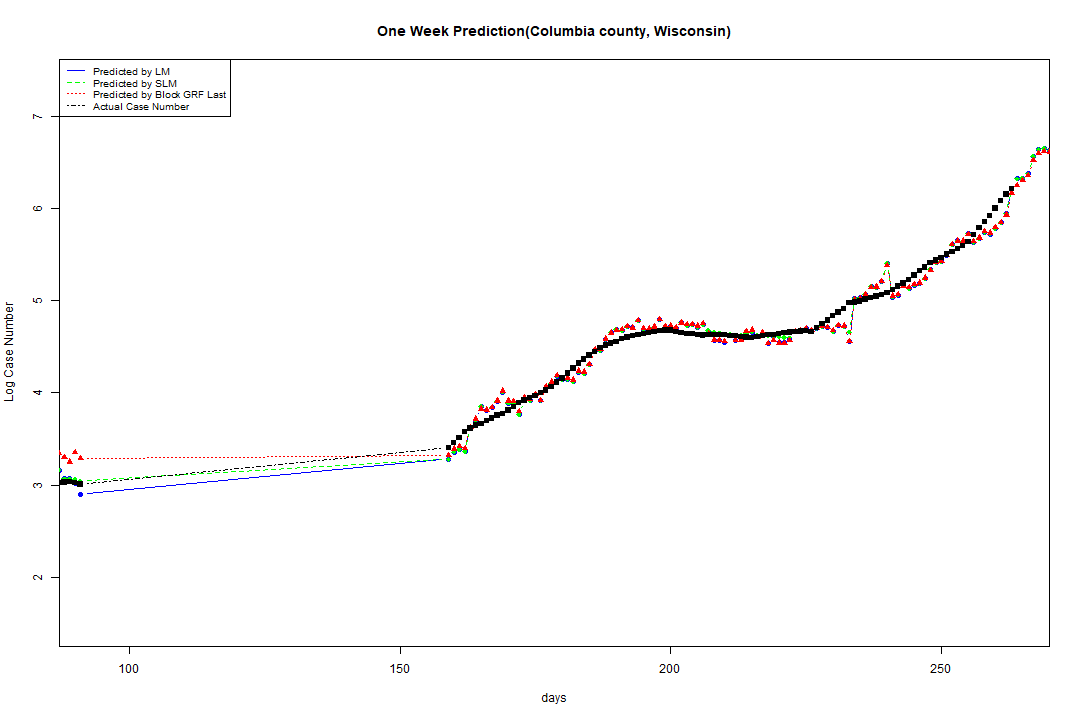 One Week Prediction(Columbia county, Wisconsin)
Predicted by LM
Predicted by SLM
Predicted by Block GRF Last
Actual Case Number
7
6
5
4
3
2
Log Case Number
100 150 200 250
days